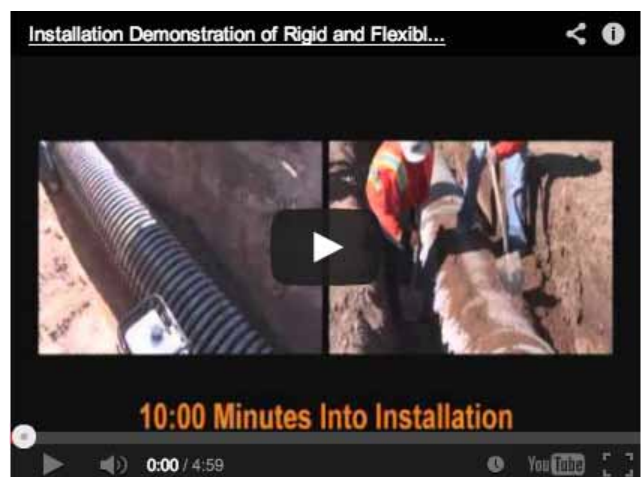 Installation Demonstration of Rigid and Flexibl...
10:00 Minutes Into Installation
0:00 / 4:59
YouTube